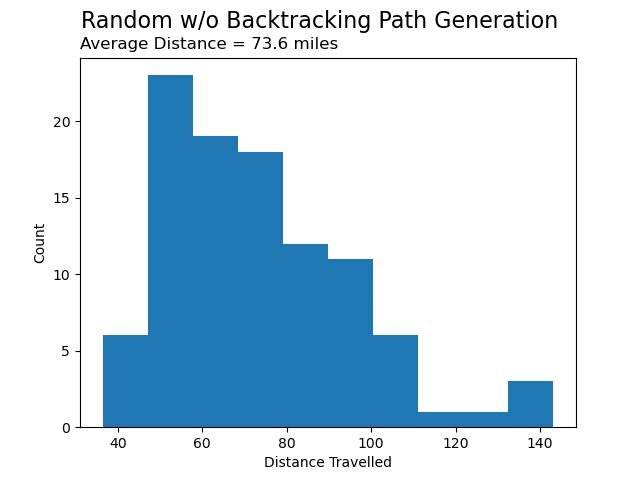 Random w/o Backtracking Path Generation
Average Distance = 73.6 miles
20
15
10
5
0
Count
40 60 80 100 120 140
Distance Travelled